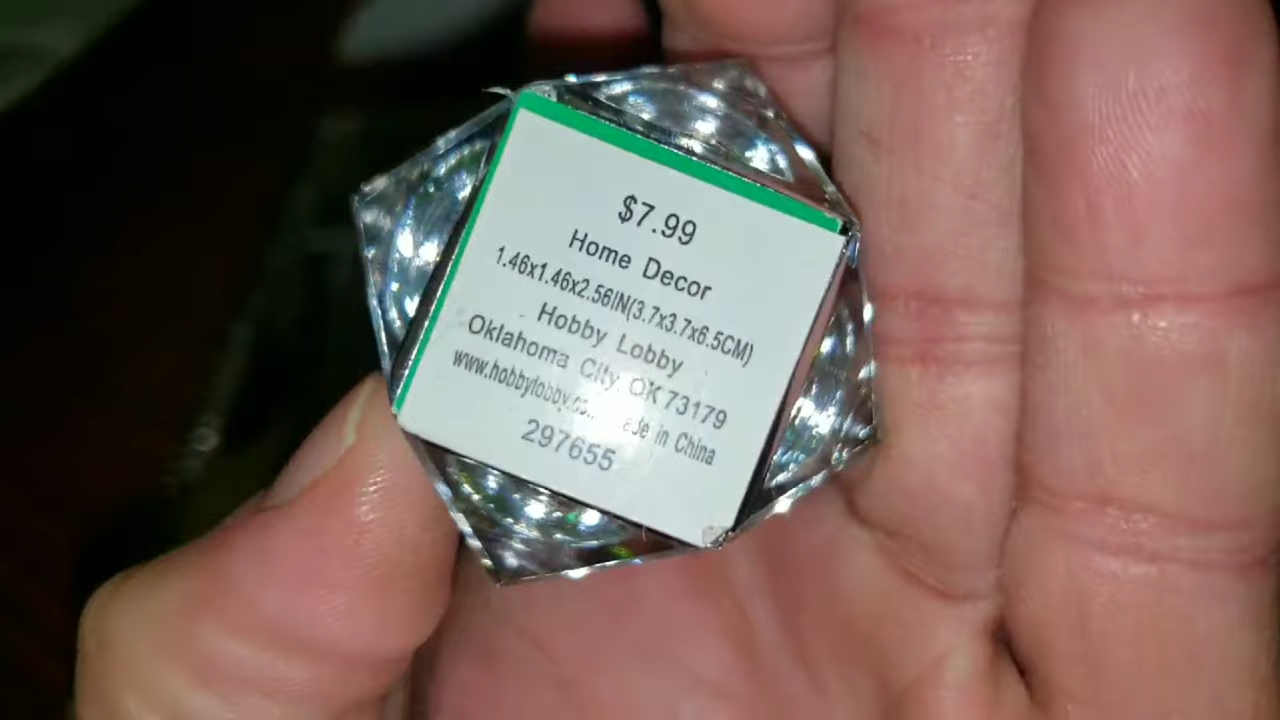 $7.99
Home Decor
1.46x1.46x2.56IN(3.7x3.7x6.5CM)
Hobby Lobby
Oklahoma City, OK 73179
in China
297655